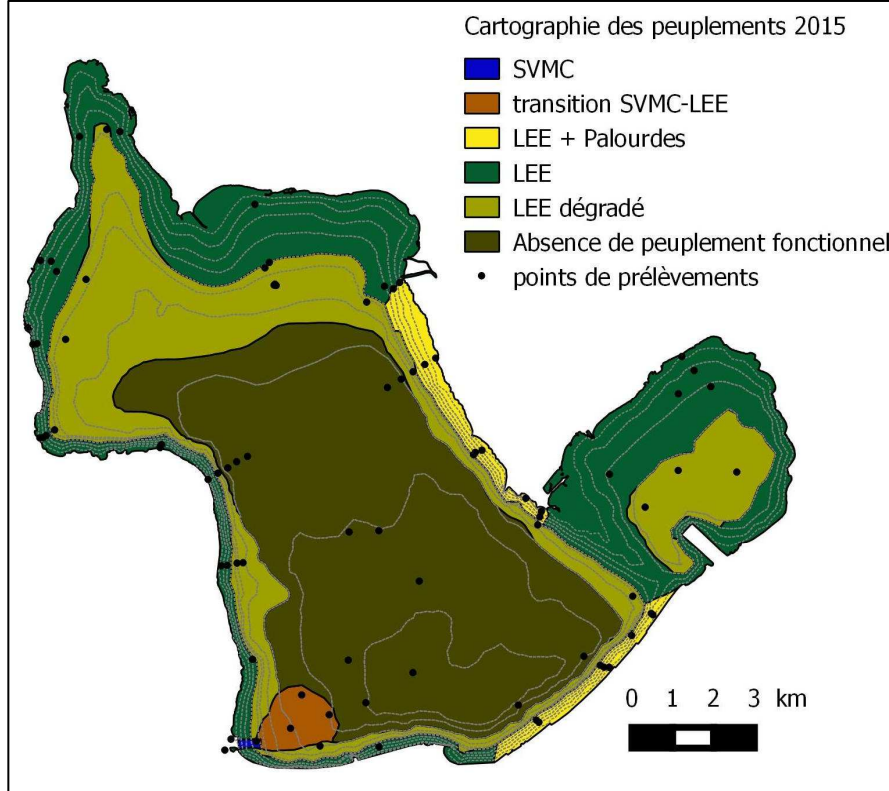 Cartographie des peuplements 2015
SVMC
transition SVMC-LEE
LEE + Palourdes
LEE
LEE dégradé
Absence de peuplement fonctionnel
points de prélèvements
0 1 2 3 km